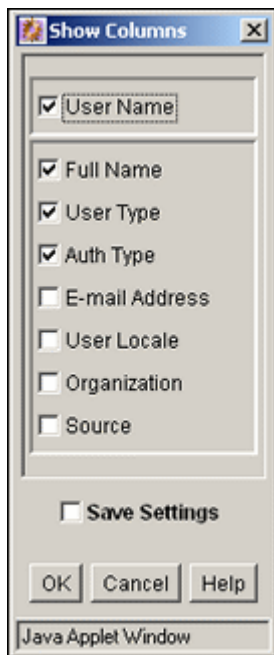 Show Columns
User Name
Full Name
User Type
Auth Type
E-mail Address
User Locale
Organization
Source
Save Settings
OK Cancel Help
Java Applet Window